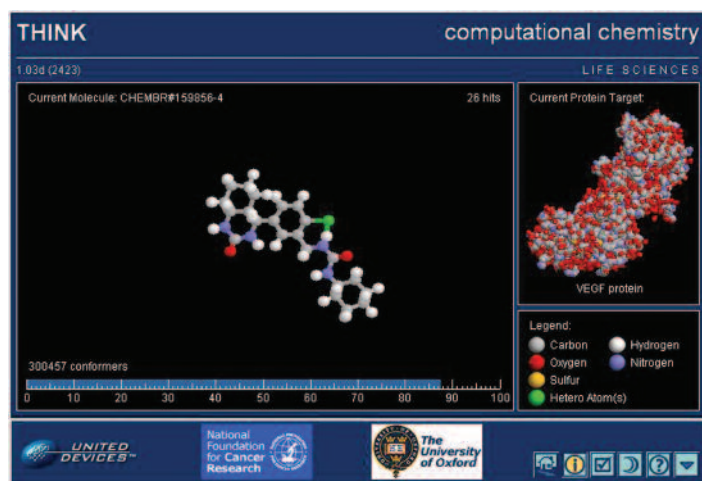 THINK
computational chemistry
1.03d (2423)
LIFE SCIENCES
Current Molecule: CHEMBR#159856-4
26 hits
Current Protein Target:
VEGF protein
Legend:
Carbon
Hydrogen
Oxygen
Nitrogen
Sulfur
Hetero Atom(s)
300457 conformers
0 10 20 30 40 50 60 70 80 90 100
UNITED
DEVICES™
National
Foundation
for Cancer
Research
The
University
of Oxford